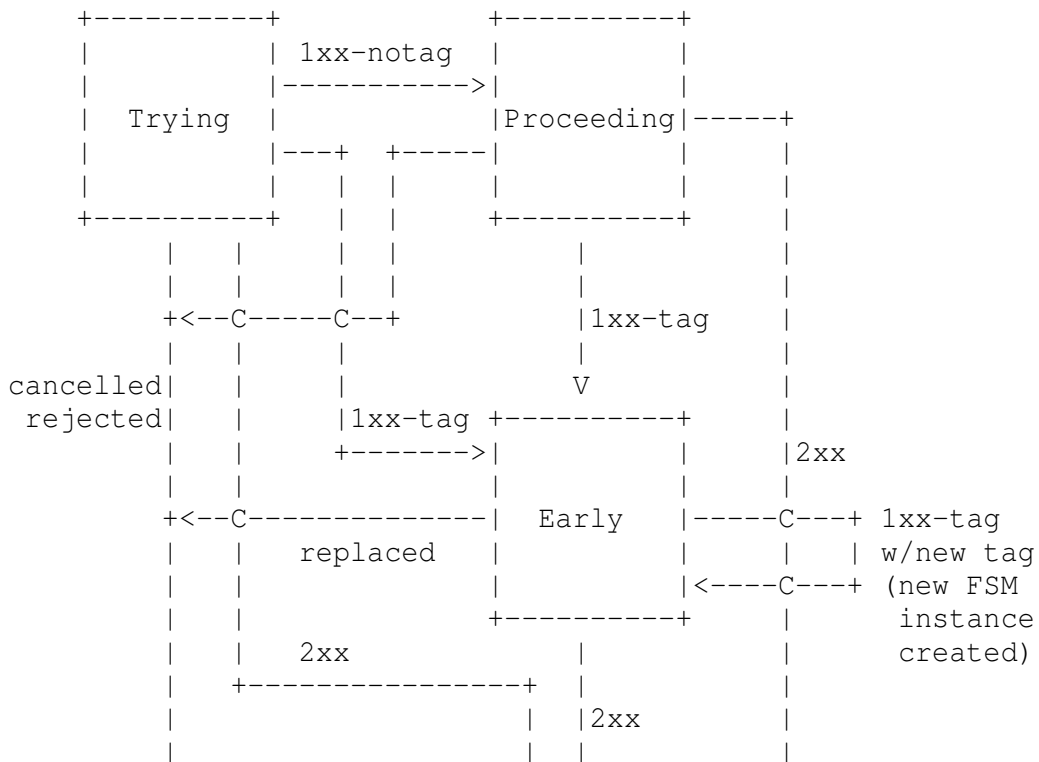 1xx-notag
Trying
Proceeding
C C
1xx-tag
cancelled
rejected
1xx-tag
V
2xx
C
Early
C
1xx-tag
replaced
w/new tag
C
(new FSM
instance
2xx
created)
2xx